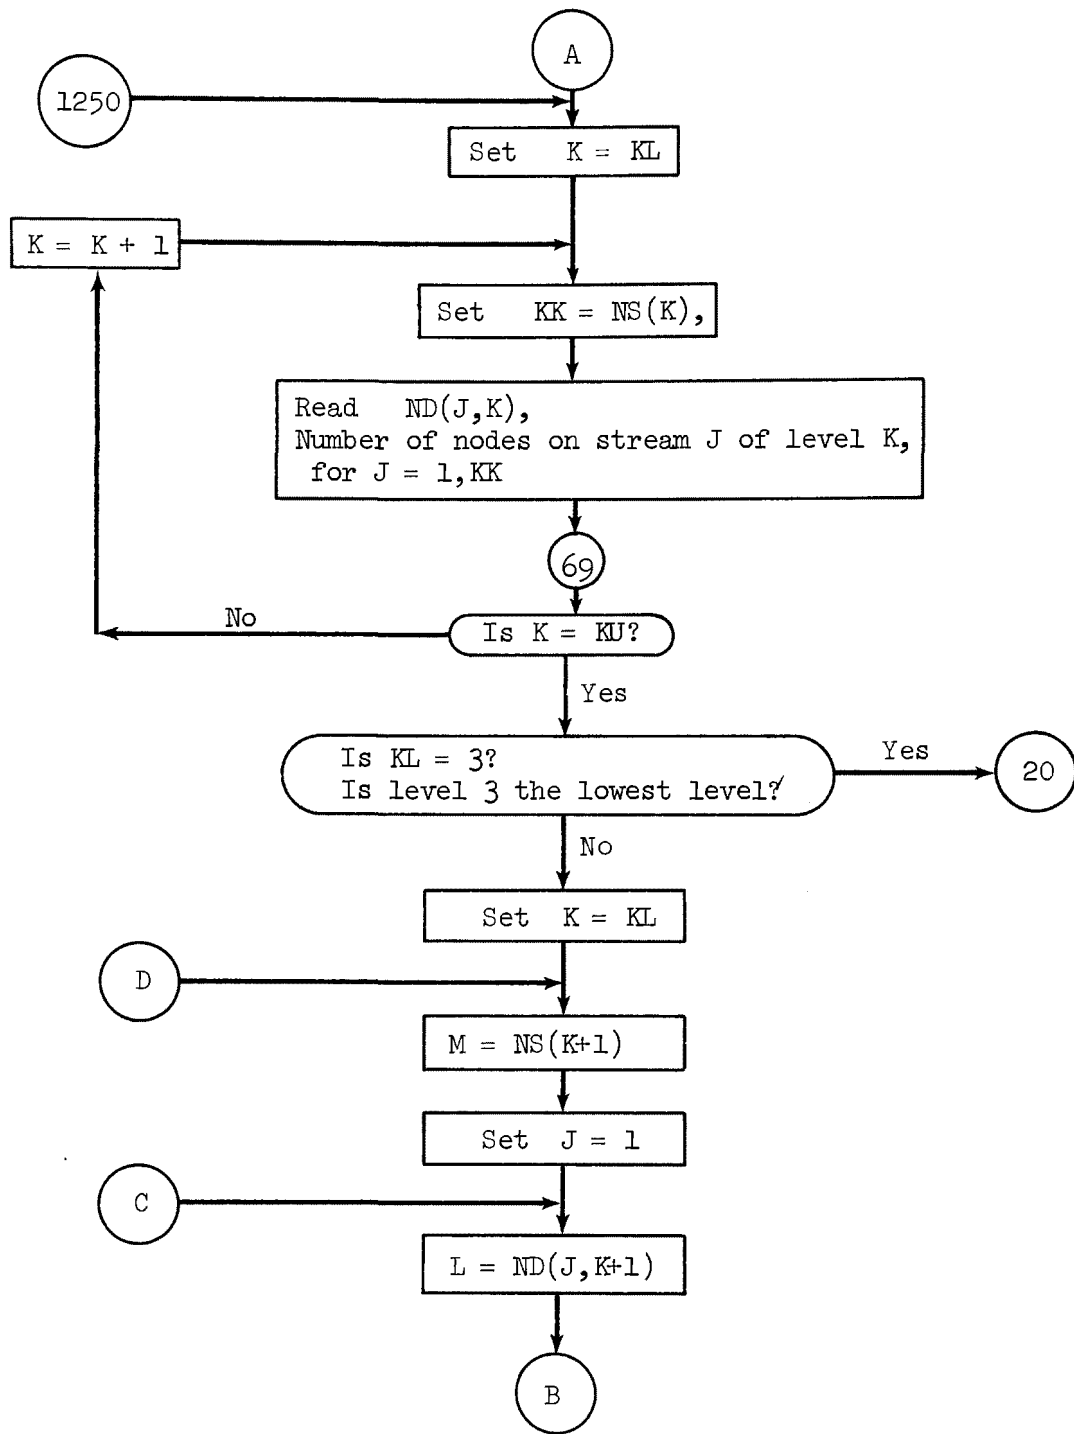 A
1250
Set K = KL
K = K + 1
Set KK = NS(K),
Read ND(J,K),
Number of nodes on stream J of level K,
for J = 1,KK
69
No
Is K = KU?
Yes
Is KL = 3?
Is level 3 the lowest level?
Yes
20
No
Set K = KL
D
M = NS(K+1)
Set J = 1
C
L = ND(J,K+1)
B